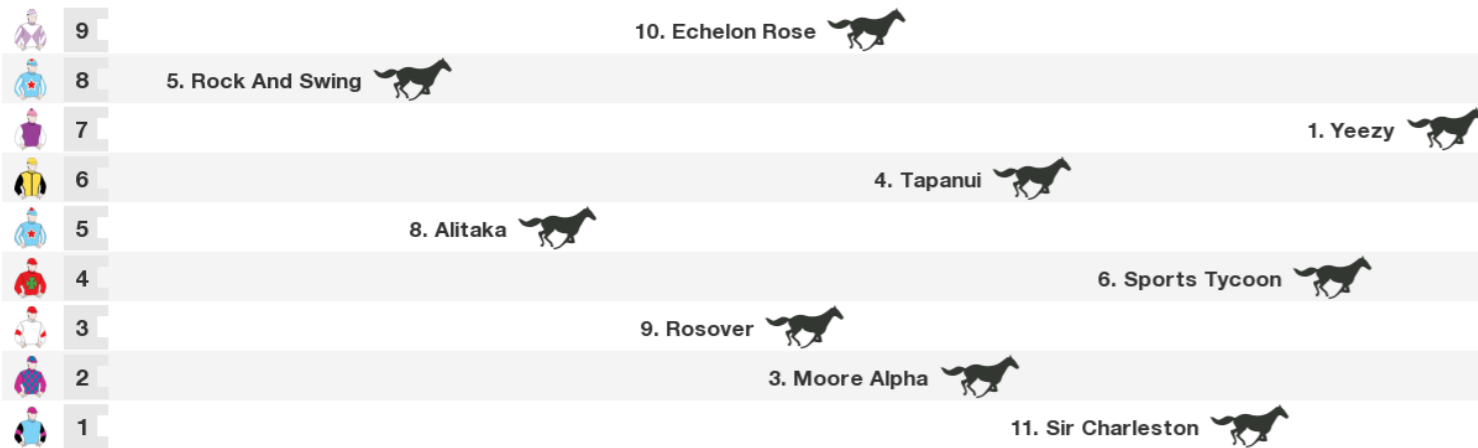 9 10. Echelon Rose
8 5. Rock And Swing
7 1. Yeezy
6 4. Tapanui
5 8. Alitaka
4 6. Sports Tycoon
3 9. Rosover
2 3. Moore Alpha
1 11. Sir Charleston